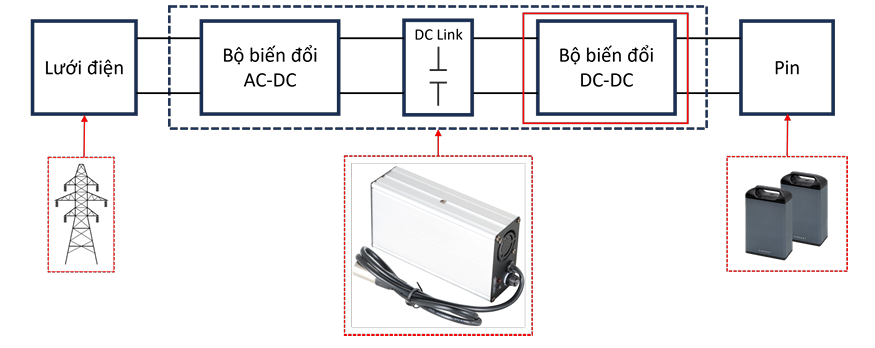 Lưới điện
Bộ biến đổi
AC-DC
DC Link
Bộ biến đổi
DC-DC
Pin